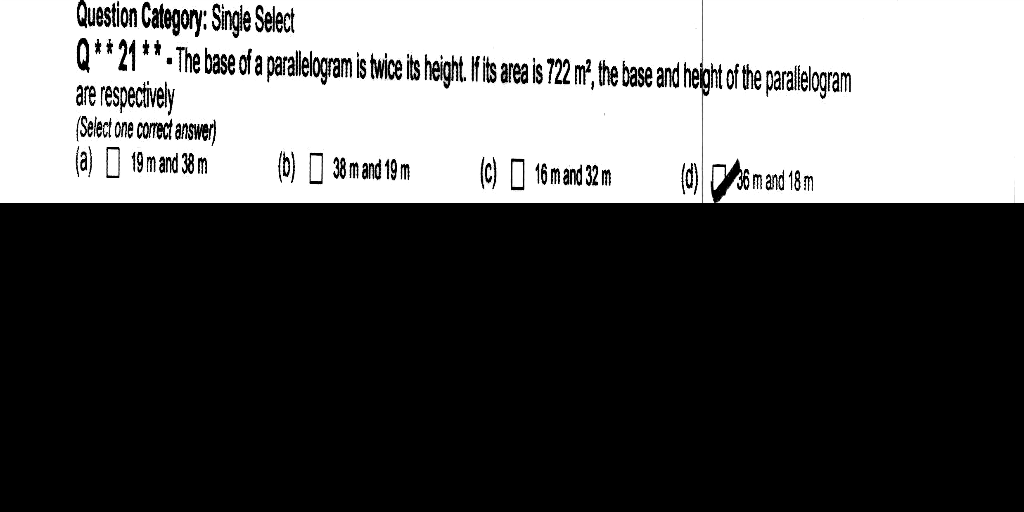 Question Category: Single Select
Q * * 21 * * - The base of a parallelogram is twice its height. If its area is 722 m², the base and height of the parallelogram
are respectively
(Select one correct answer)
(a) 19 m and 38 m (b) 38 m and 19 m (c) 16 m and 32 m (d) 36 m and 18 m